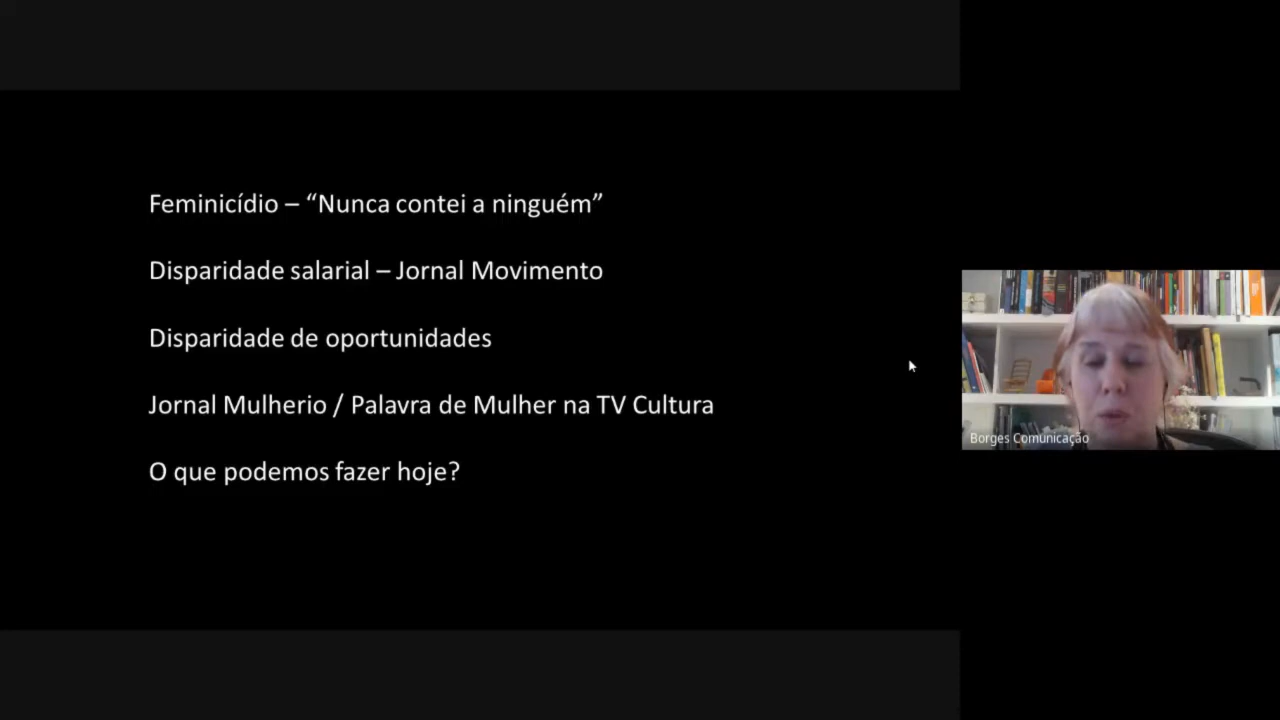 Feminicídio – “Nunca contei a ninguém”
Disparidade salarial – Jornal Movimento
Disparidade de oportunidades
Jornal Mulherio / Palavra de Mulher na TV Cultura
O que podemos fazer hoje?
Borges Comunicação